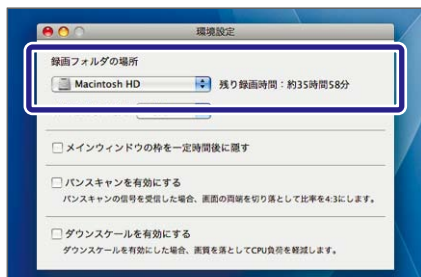 環境設定
録画フォルダの場所
Macintosh HD 残り録画時間：約35時間58分
メインウィンドウの枠を一定時間後に隠す
パンスキャンを有効にする
パンスキャンの信号を受信した場合、画面の両端を切り落として比率を4:3にします。
ダウンスケールを有効にする
ダウンスケールを有効にした場合、画質を落としてCPU負荷を軽減します。